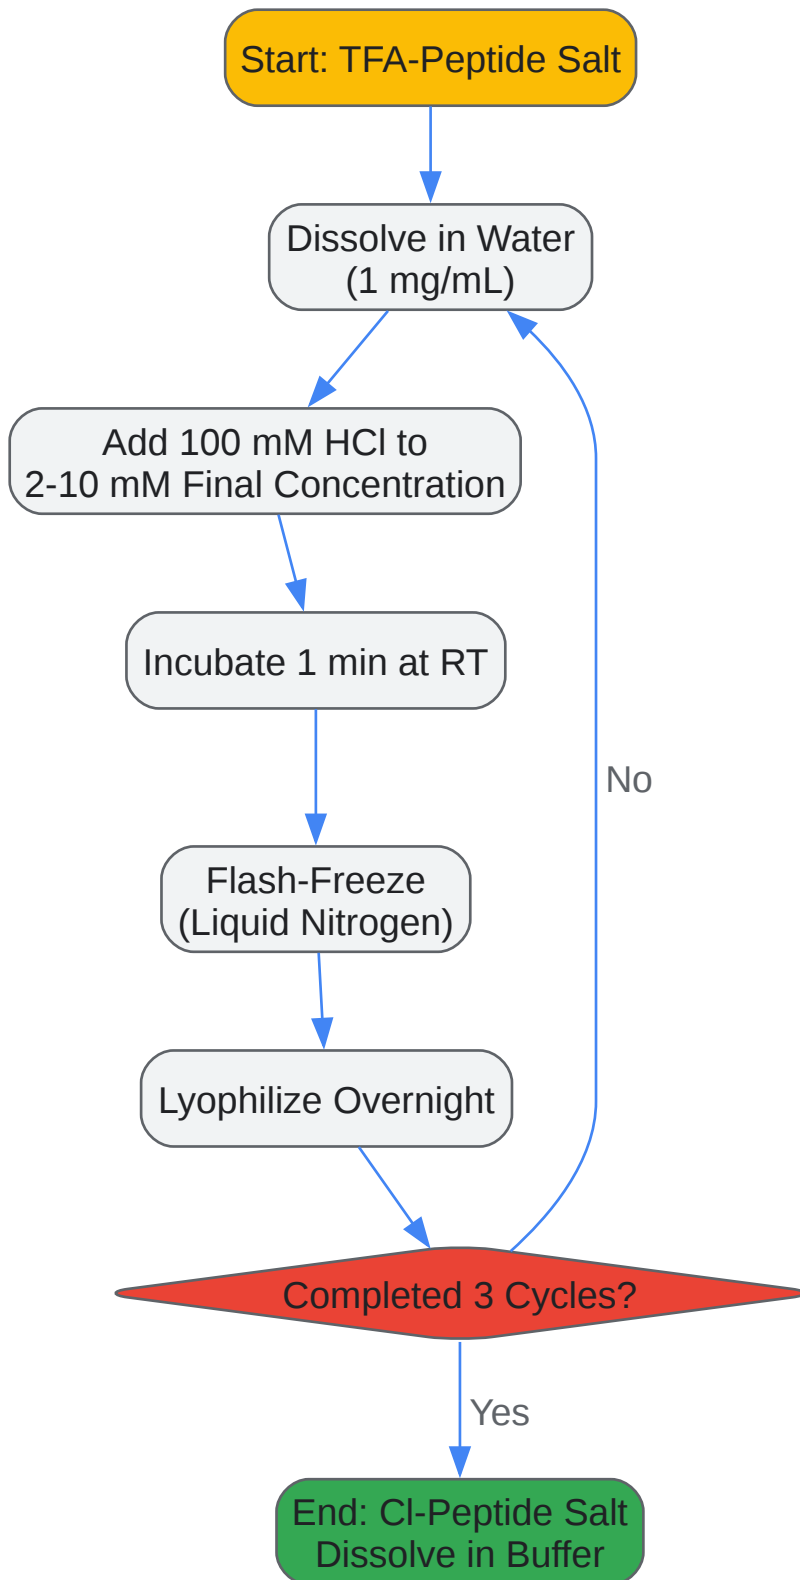 Start: TFA-Peptide Salt
Dissolve in Water
(1 mg/mL)
Add 100 mM HCl to
2-10 mM Final Concentration
Incubate 1 min at RT
No
Flash-Freeze
(Liquid Nitrogen)
Lyophilize Overnight
Completed 3 Cycles?
Yes
End: Cl-Peptide Salt
Dissolve in Buffer